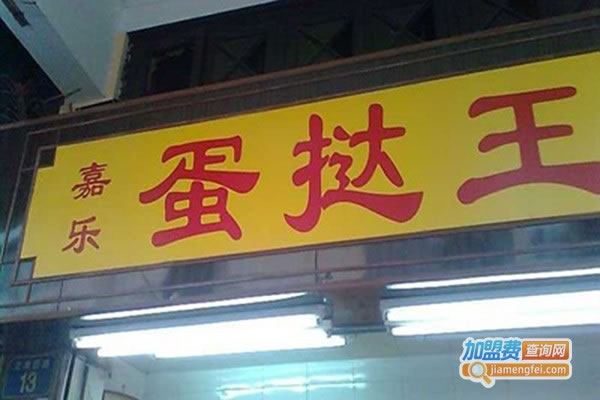 嘉乐
蛋挞王
13
加盟费查询网
jiamengfei.com